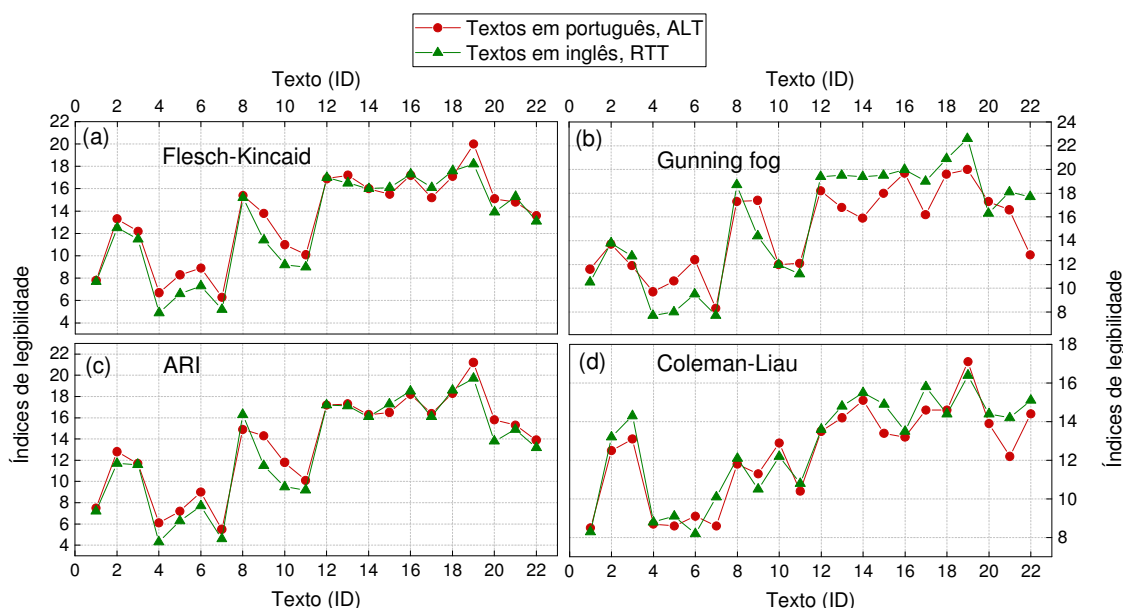 Textos em português, ALT
Textos em inglês, RTT
Texto (ID)
Texto (ID)
0 2 4 6 8 10 12 14 16 18 20 22
0 2 4 6 8 10 12 14 16 18 20 22
(a)
Flesch-Kincaid
22
20
18
16
14
12
10
8
6
4
(b)
Gunning fog
24
22
20
18
16
14
12
10
8
Índices de legibilidade
Índices de legibilidade
(c)
ARI
22
20
18
16
14
12
10
8
6
4
(d)
Coleman-Liau
18
16
14
12
10
8
0 2 4 6 8 10 12 14 16 18 20 22
0 2 4 6 8 10 12 14 16 18 20 22
Texto (ID)
Texto (ID)